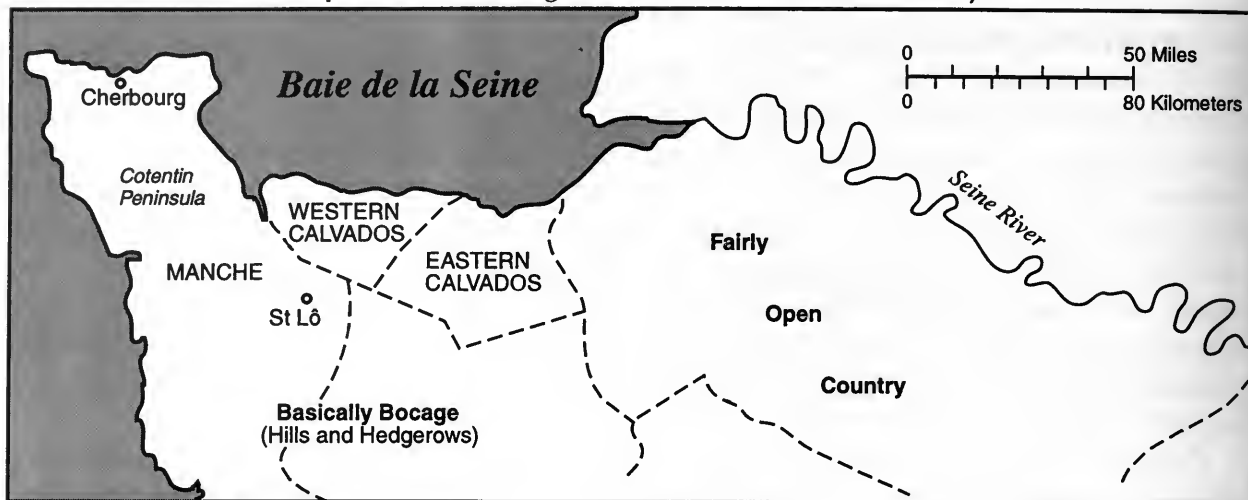 0 50 Miles
0 80 Kilometers
Cherbourg
Baie de la Seine
Cotentin
Peninsula
Seine River
WESTERN
CALVADOS
Fairly
EASTERN
CALVADOS
MANCHE
St Lô
Open
Country
Basically Bocage
(Hills and Hedgerows)